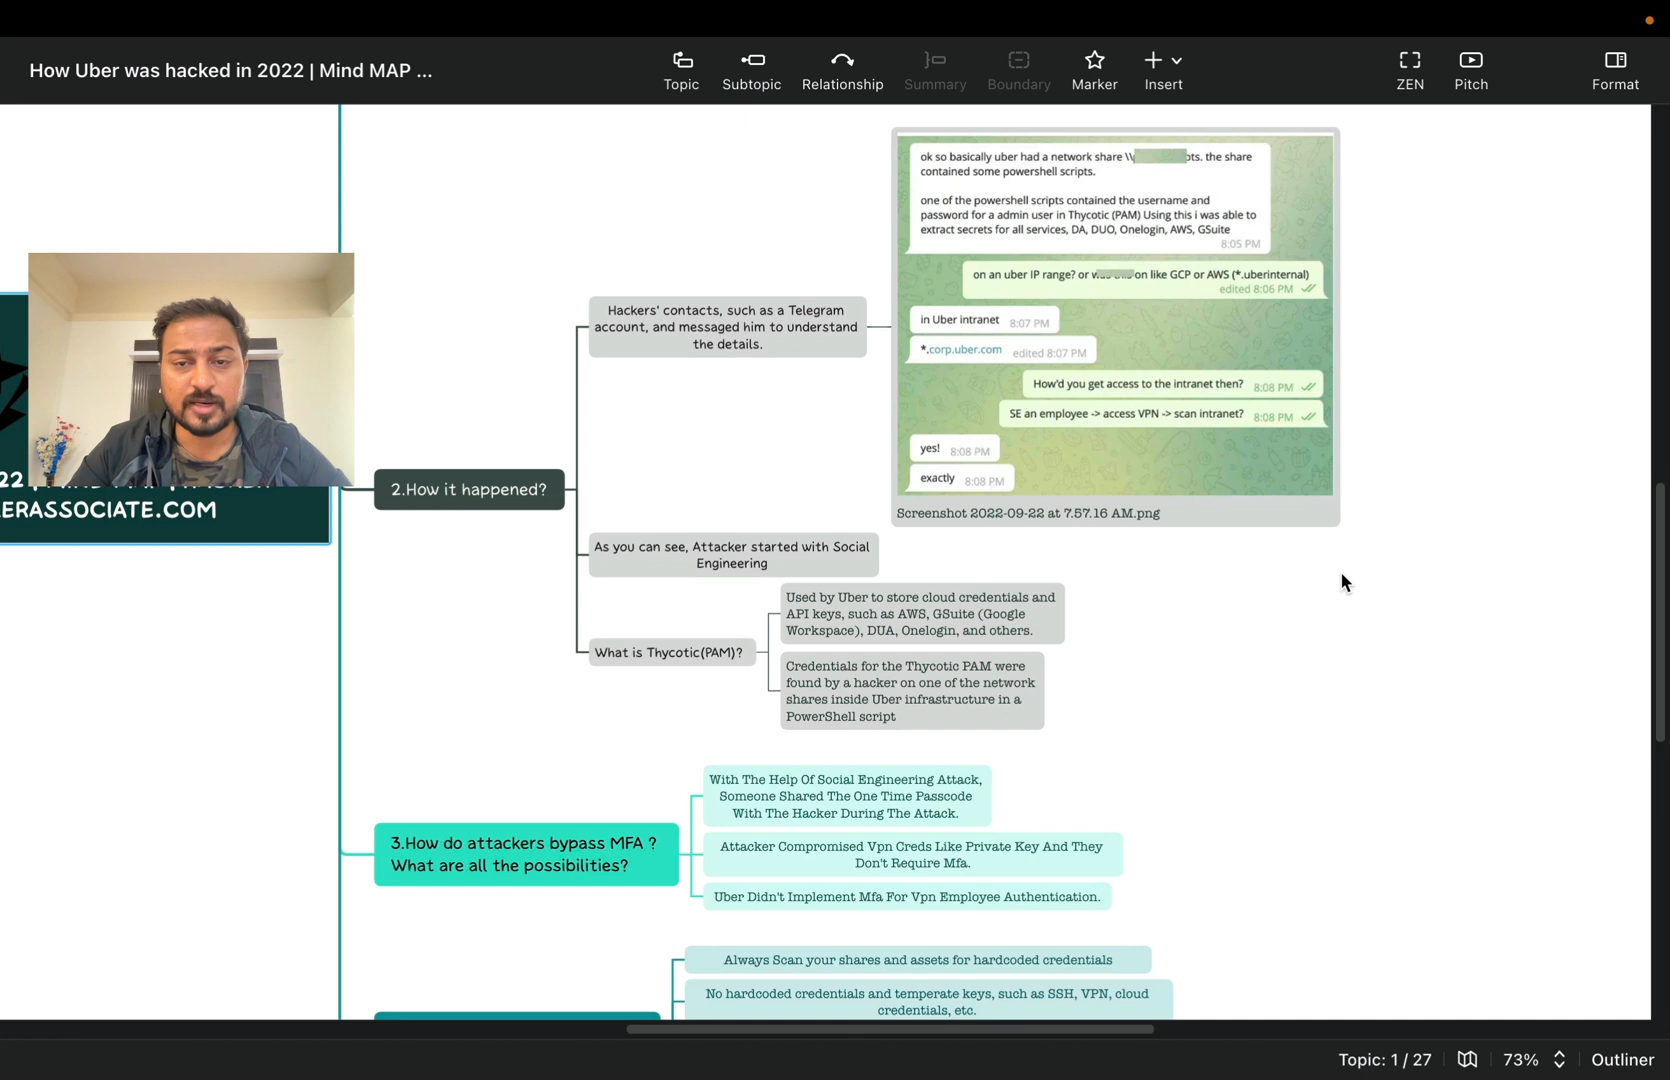 How Uber was hacked in 2022 | Mind MAP ...
Topic
Subtopic
Relationship
Summary
Boundary
Marker
Insert
ZEN
Pitch
Format
ok so basically uber had a network share \\ pts. the share
contained some powershell scripts.
one of the powershell scripts contained the username and
password for a admin user in Thycotic (PAM) Using this i was able to
extract secrets for all services, DA, DUO, Onelogin, AWS, GSuite
8:05 PM
on an uber IP range? or on like GCP or AWS (*.uberinternal)
edited 8:06 PM
in Uber intranet 8:07 PM
*.corp.uber.com edited 8:07 PM
How'd you get access to the intranet then? 8:08 PM
SE an employee -> access VPN -> scan intranet? 8:08 PM
yes! 8:08 PM
exactly 8:08 PM
Screenshot 2022-09-22 at 7.57.16 AM.png
Hackers' contacts, such as a Telegram
account, and messaged him to understand
the details.
22 |
ERASSOCIATE.COM
2.How it happened?
As you can see, Attacker started with Social
Engineering
What is Thycotic(PAM)?
Used by Uber to store cloud credentials and
API keys, such as AWS, GSuite (Google
Workspace), DUA, Onelogin, and others.
Credentials for the Thycotic PAM were
found by a hacker on one of the network
shares inside Uber infrastructure in a
PowerShell script
3.How do attackers bypass MFA ?
What are all the possibilities?
With The Help Of Social Engineering Attack,
Someone Shared The One Time Passcode
With The Hacker During The Attack.
Attacker Compromised Vpn Creds Like Private Key And They
Don't Require Mfa.
Uber Didn't Implement Mfa For Vpn Employee Authentication.
Always Scan your shares and assets for hardcoded credentials
No hardcoded credentials and temperate keys, such as SSH, VPN, cloud
credentials, etc.
Topic: 1 / 27
73%
Outliner